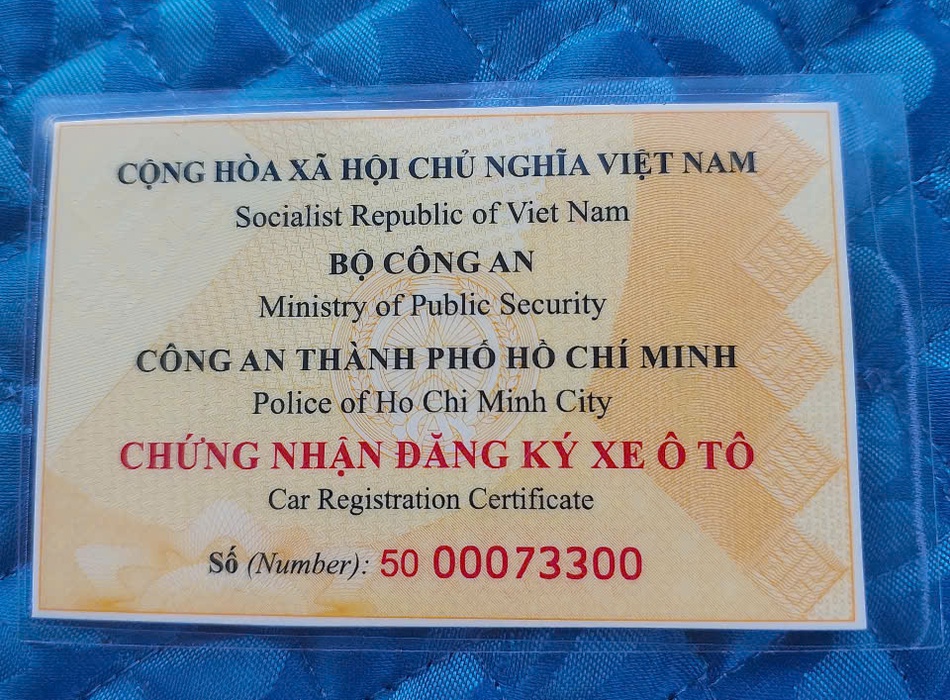 CỘNG HÒA XÃ HỘI CHỦ NGHĨA VIỆT NAM
Socialist Republic of Viet Nam
BỘ CÔNG AN
Ministry of Public Security
CÔNG AN THÀNH PHỐ HỒ CHÍ MINH
Police of Ho Chi Minh City
CHỨNG NHẬN ĐĂNG KÝ XE Ô TÔ
Car Registration Certificate
Số (Number): 50 00073300